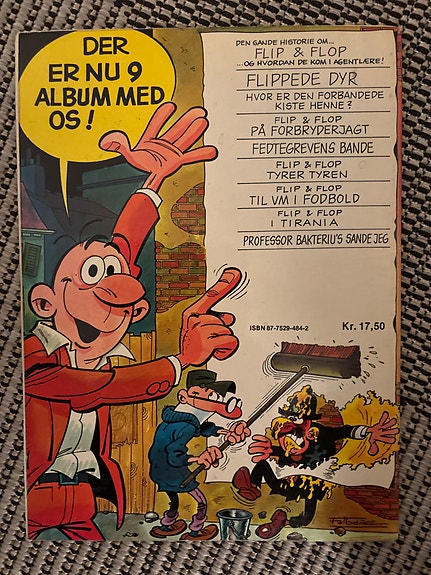 DER
ER NU 9
ALBUM MED
OS!
DEN GANDE HISTORIE OM...
FLIP & FLOP
...OG HVORDAN DE KOM I AGENTLÆRE!
FLIPPEDE DYR
HVOR ER DEN FORBANDEDE
KISTE HENNE?
FLIP & FLOP
PÅ FORBRYDERJAGT
FEDTEGREVENS BANDE
FLIP & FLOP
TYRER TYREN
FLIP & FLOP
TIL VM I FODBOLD
FLIP & FLOP
I TIRANIA
PROFESSOR BAKTERIU'S SANDE JEG
ISBN 87-7529-484-2
Kr. 17,50